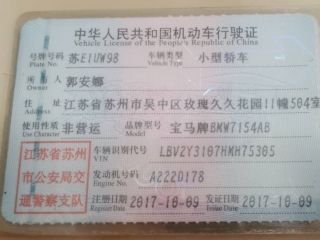 中华人民共和国机动车行驶证
Vehicle License of the People's Republic of China
号牌号码 苏E1UW98 车辆类型 小型轿车
Plate No. Vehicle Type
所有人 郭安娜
Owner
住址 江苏省苏州市吴中区玫瑰久久花园11幢504室
Address
使用性质 非营运 品牌型号 宝马牌BMW7154AB
Use Character Model
江苏省苏州市公安局交通警察支队
车辆识别代号 LBV2Y3107HMH75305
VIN
发动机号码 A222D178
Engine No.
注册日期 2017-10-09 发证日期 2017-10-09
Register Date Issue Date